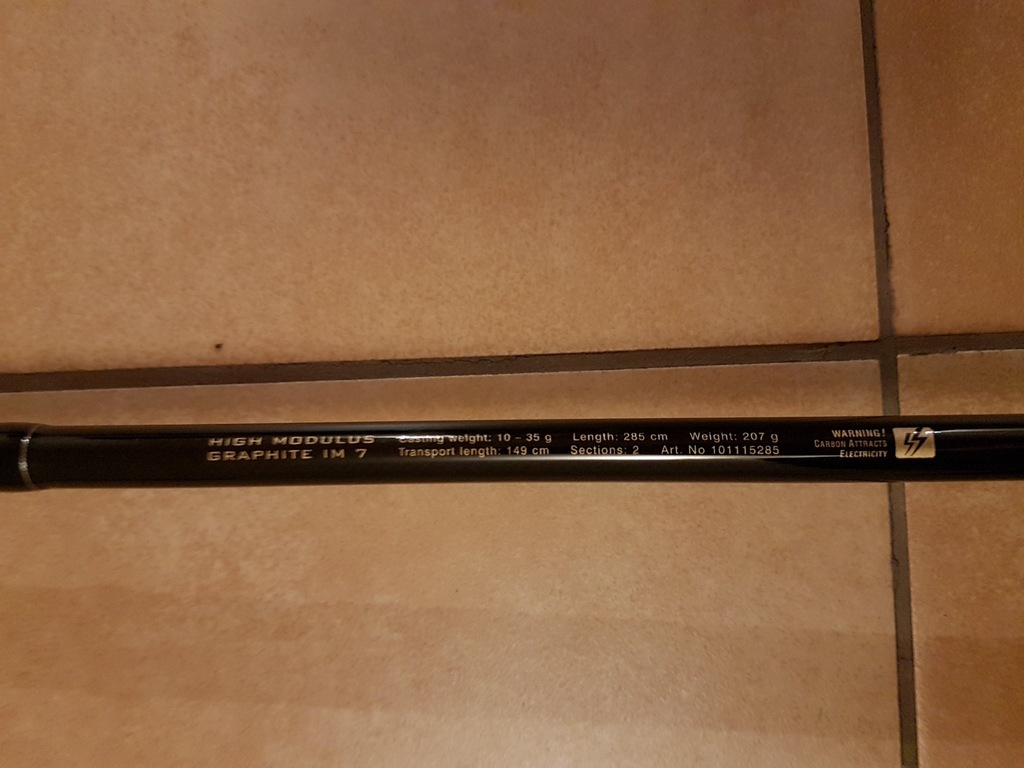 HIGH MODULUS
GRAPHITE IM 7
Casting weight: 10 - 35 g Length: 285 cm Weight: 207 g
Transport length: 149 cm Sections: 2 Art. No 101115285
WARNING!
CARBON ATTRACTS
ELECTRICITY